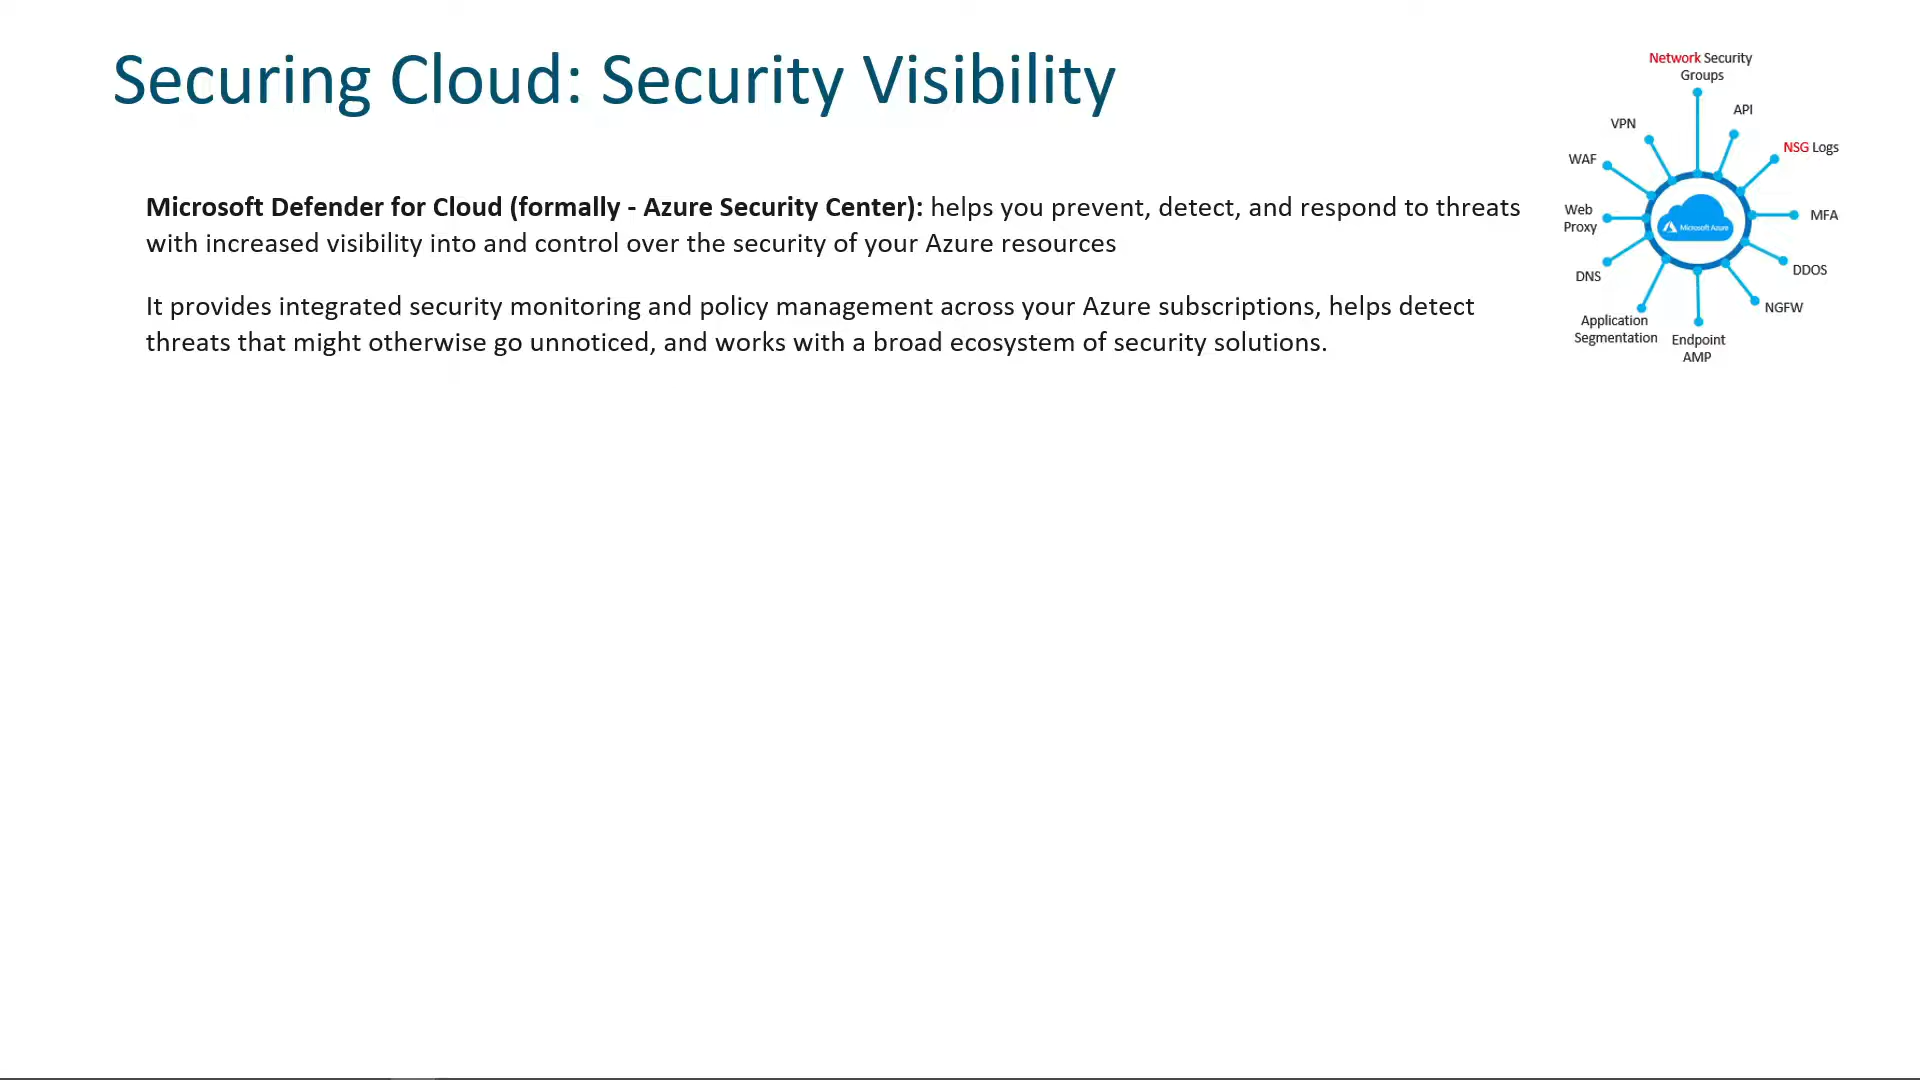 Securing Cloud: Security Visibility
Microsoft Defender for Cloud (formally - Azure Security Center): helps you prevent, detect, and respond to threats
with increased visibility into and control over the security of your Azure resources
It provides integrated security monitoring and policy management across your Azure subscriptions, helps detect
threats that might otherwise go unnoticed, and works with a broad ecosystem of security solutions.
Network Security
Groups
API
VPN
NSG Logs
WAF
Web
Proxy
Microsoft Azure
MFA
DNS
DDOS
NGFW
Application
Segmentation
Endpoint
AMP